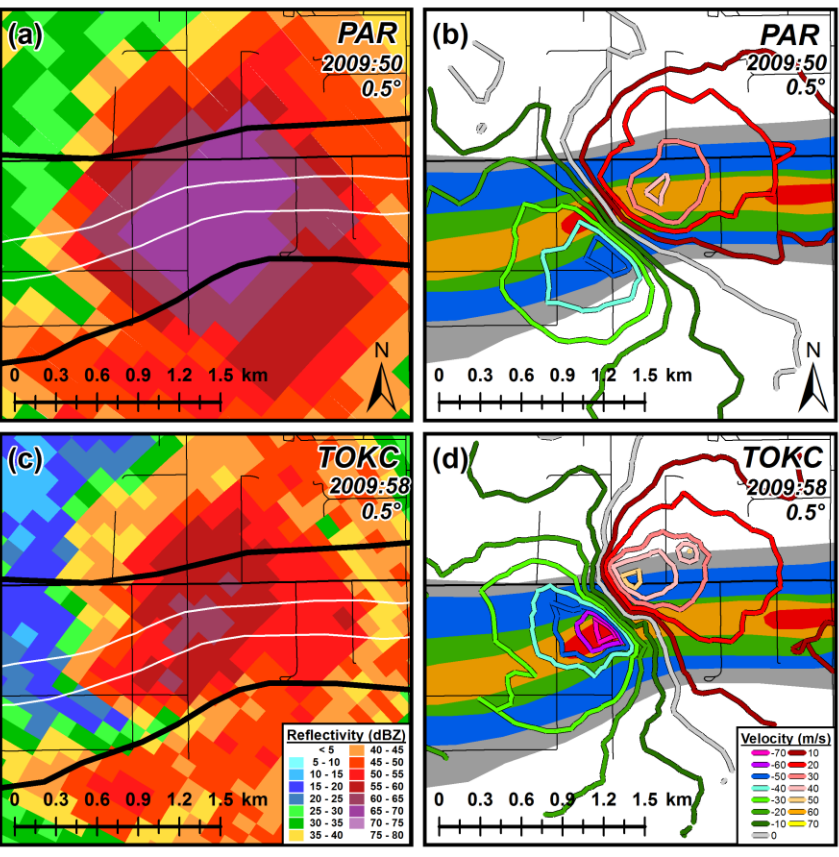 (a) PAR
2009:50
0.5°
N
0 0.3 0.6 0.9 1.2 1.5 km
(b) PAR
2009:50
0.5°
N
0 0.3 0.6 0.9 1.2 1.5 km
(c) TOKC
2009:58
0.5°
Reflectivity (dBZ)
< 5 40 - 45
5 - 10 45 - 50
10 - 15 50 - 55
15 - 20 55 - 60
20 - 25 60 - 65
25 - 30 65 - 70
30 - 35 70 - 75
35 - 40 75 - 80
0 0.3 0.6 0.9 1.2 1.5 km
(d) TOKC
2009:58
0.5°
Velocity (m/s)
-70 10
-60 20
-50 30
-40 40
-30 50
-20 60
-10 70
0
0 0.3 0.6 0.9 1.2 1.5 km